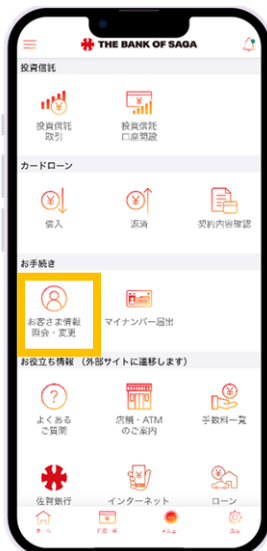 THE BANK OF SAGA
投資信託
投資信託
取引
投資信託
口座開設
カードローン
借入
返済
契約内容確認
お手続き
お客さま情報
照会・変更
マイナンバー届出
お役立ち情報 (外部サイトに遷移します)
よくある
ご質問
店舗・ATM
のご案内
手数料一覧
佐賀銀行
インターネット
ローン